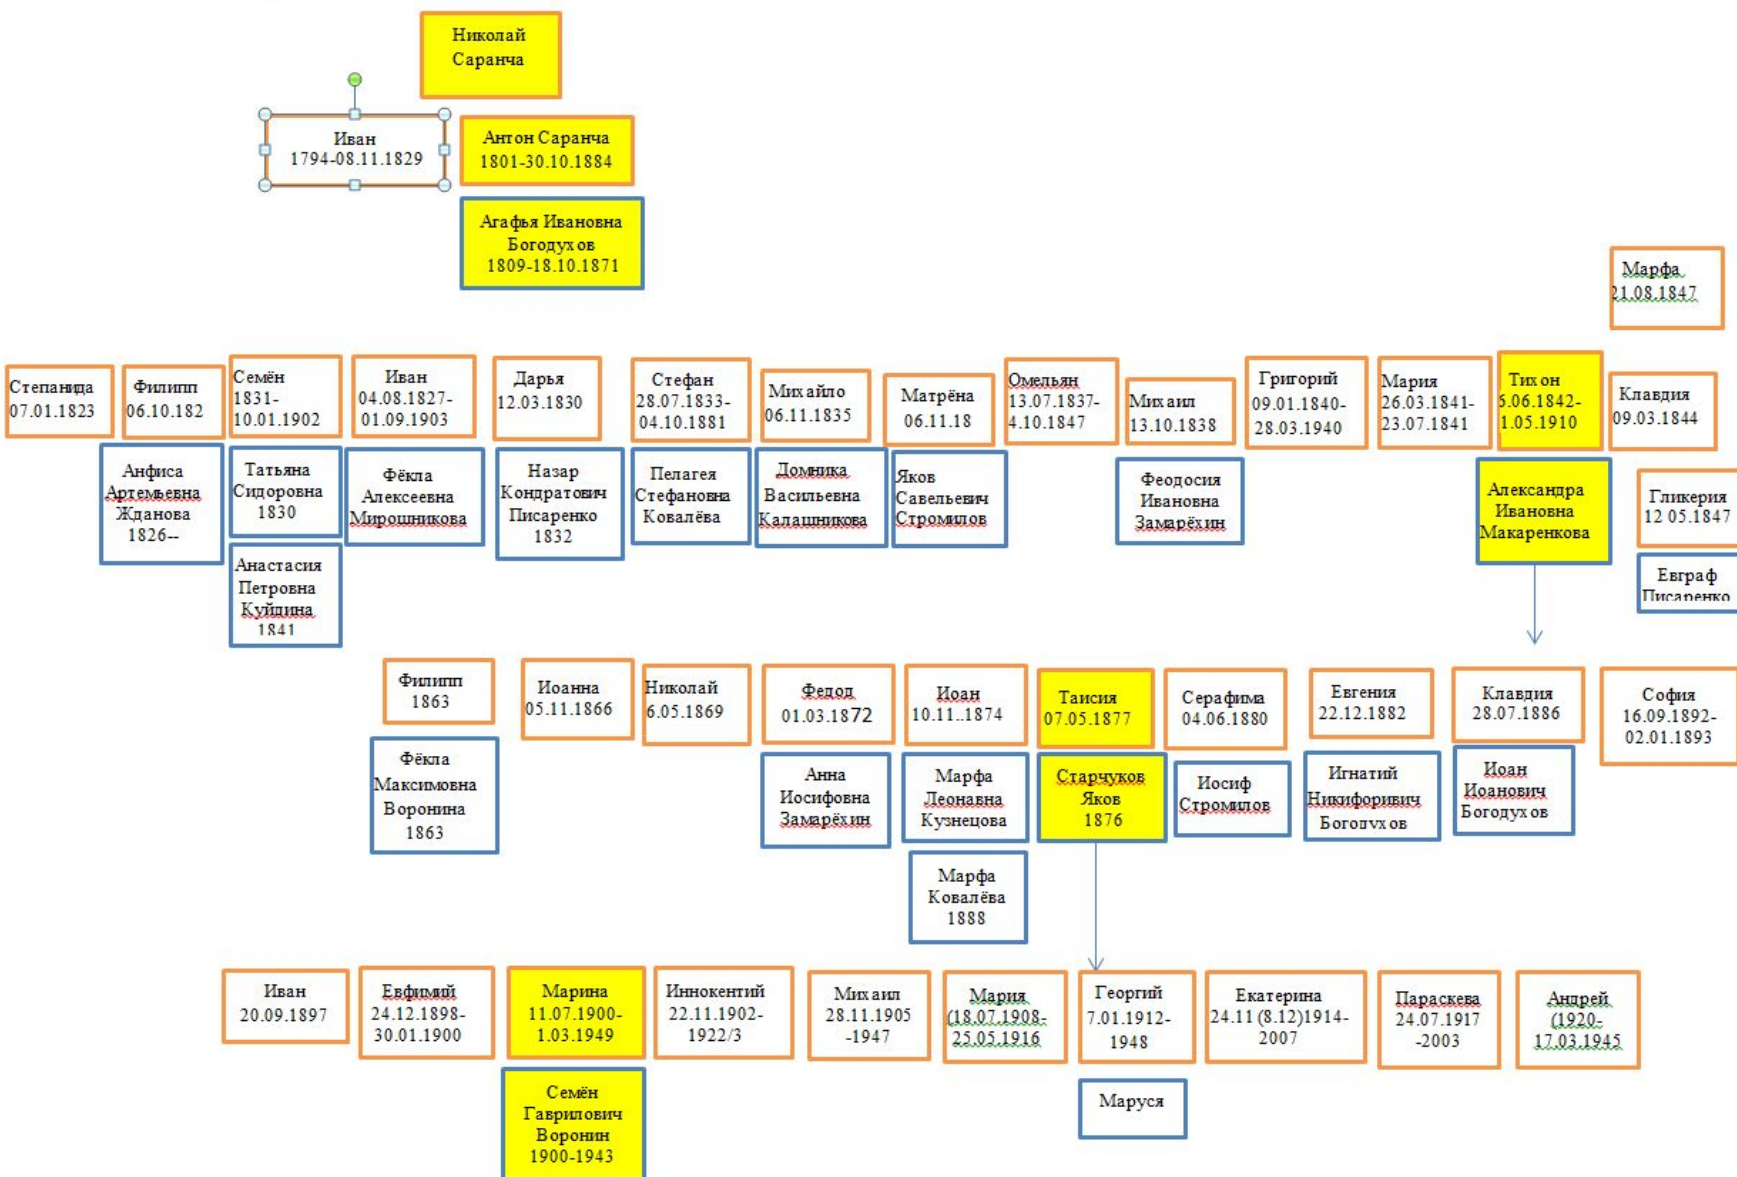 Николай
Саранча
Иван
1794-08.11.1829
Антон Саранча
1801-30.10.1884
Агафья Ивановна
Богодухов
1809-18.10.1871
Марфа
21.08.1847
Степанида
07.01.1823
Филипп
06.10.182
Семён
1831-
10.01.1902
Иван
04.08.1827-
01.09.1903
Дарья
12.03.1830
Стефан
28.07.1833-
04.10.1881
Михайло
06.11.1835
Матрёна
06.11.18
Омельян
13.07.1837-
4.10.1847
Михаил
13.10.1838
Григорий
09.01.1840-
28.03.1940
Мария
26.03.1841-
23.07.1841
Тихон
6.06.1842-
1.05.1910
Клавдия
09.03.1844
Анфиса
Артемьевна
Жданова
1826--
Татьяна
Сидоровна
1830
Анастасия
Петровна
Куйдина
1841
Фёкла
Алексеевна
Мирошникова
Назар
Кондратович
Писаренко
1832
Пелагея
Стефановна
Ковалёва
Домника
Васильевна
Калашникова
Яков
Савельевич
Стромилов
Феодосия
Ивановна
Замарёхин
Александра
Ивановна
Макаренкова
Гликерия
12 05.1847
Евграф
Писаренко
Филипп
1863
Иоанна
05.11.1866
Николай
6.05.1869
Федод
01.03.1872
Иоан
10.11..1874
Таисия
07.05.1877
Серафима
04.06.1880
Евгения
22.12.1882
Клавдия
28.07.1886
София
16.09.1892-
02.01.1893
Фёкла
Максимовна
Воронина
1863
Анна
Иосифовна
Замарёхин
Марфа
Леонавна
Кузнецова
Марфа
Ковалёва
1888
Старчуков
Яков
1876
Иосиф
Стромилов
Игнатий
Никифоривич
Богодухов
Иоан
Иоанович
Богодухов
Иван
20.09.1897
Евфимий
24.12.1898-
30.01.1900
Марина
11.07.1900-
1.03.1949
Иннокентий
22.11.1902-
1922/3
Михаил
28.11.1905
-1947
Мария
(18.07.1908-
25.05.1916
Георгий
7.01.1912-
1948
Екатерина
24.11 (8.12)1914-
2007
Параскева
24.07.1917
-2003
Андрей
(1920-
17.03.1945
Семён
Гаврилович
Воронин
1900-1943
Маруся